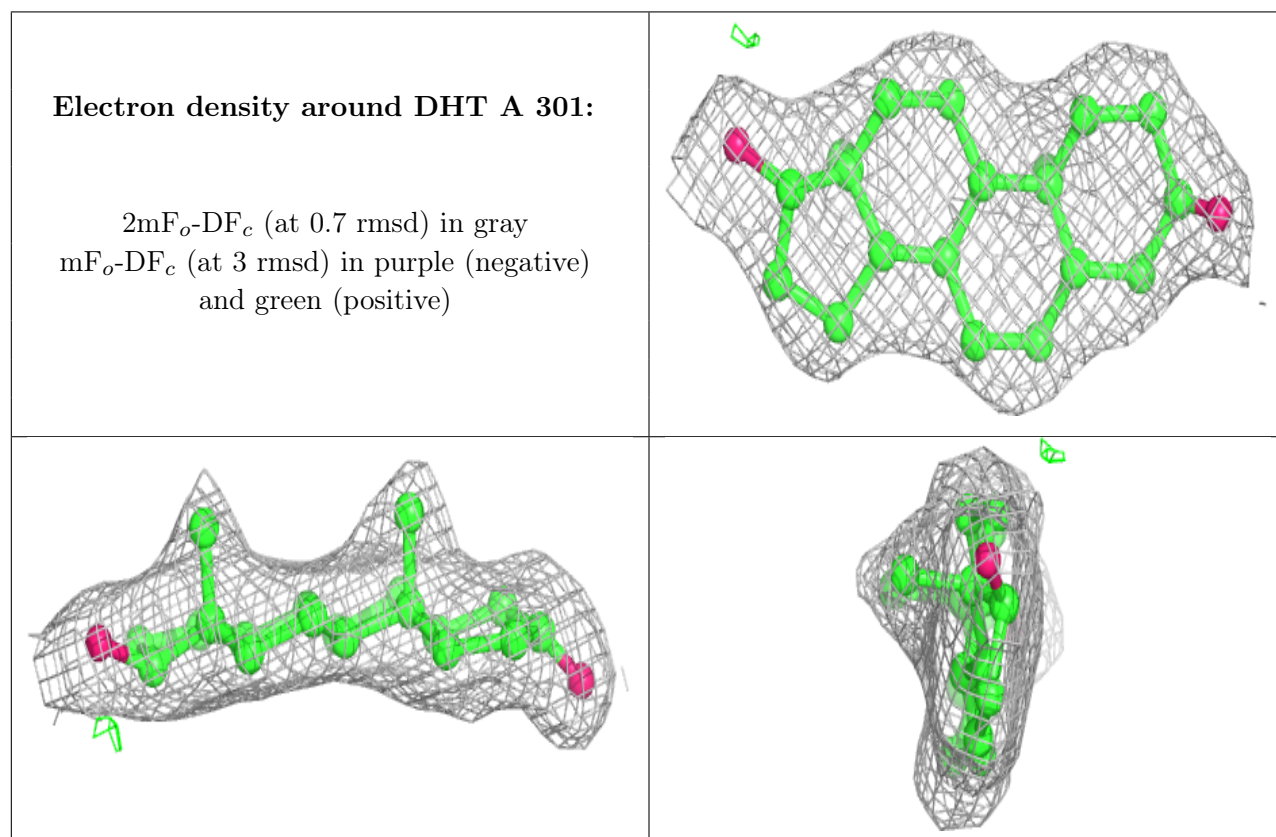 Electron density around DHT A 301:
2mFo-DFc (at 0.7 rmsd) in gray
mFo-DFc (at 3 rmsd) in purple (negative)
and green (positive)